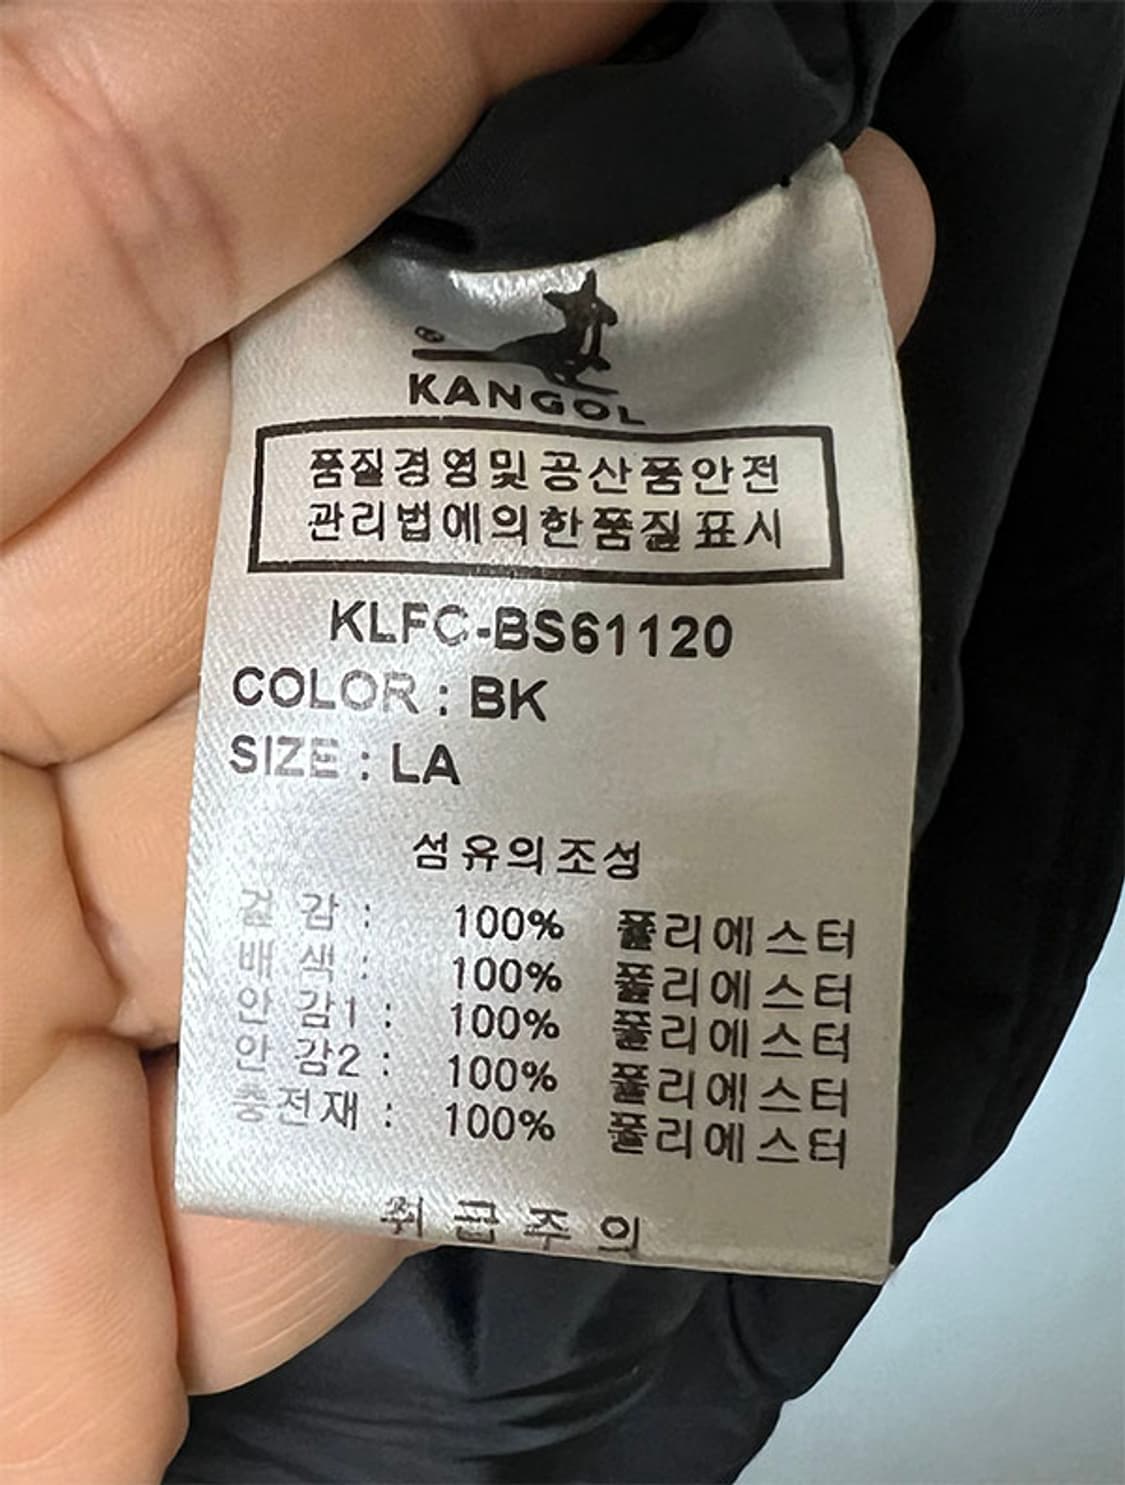 ®
KANGOL
품질경영및공산품안전
관리법에의한품질표시
KLFC-BS61120
COLOR : BK
SIZE : LA
섬유의조성
겉 감 : 100% 폴리에스터
배 색 : 100% 폴리에스터
안 감1 : 100% 폴리에스터
안 감2 : 100% 폴리에스터
충전재 : 100% 폴리에스터
취급주의